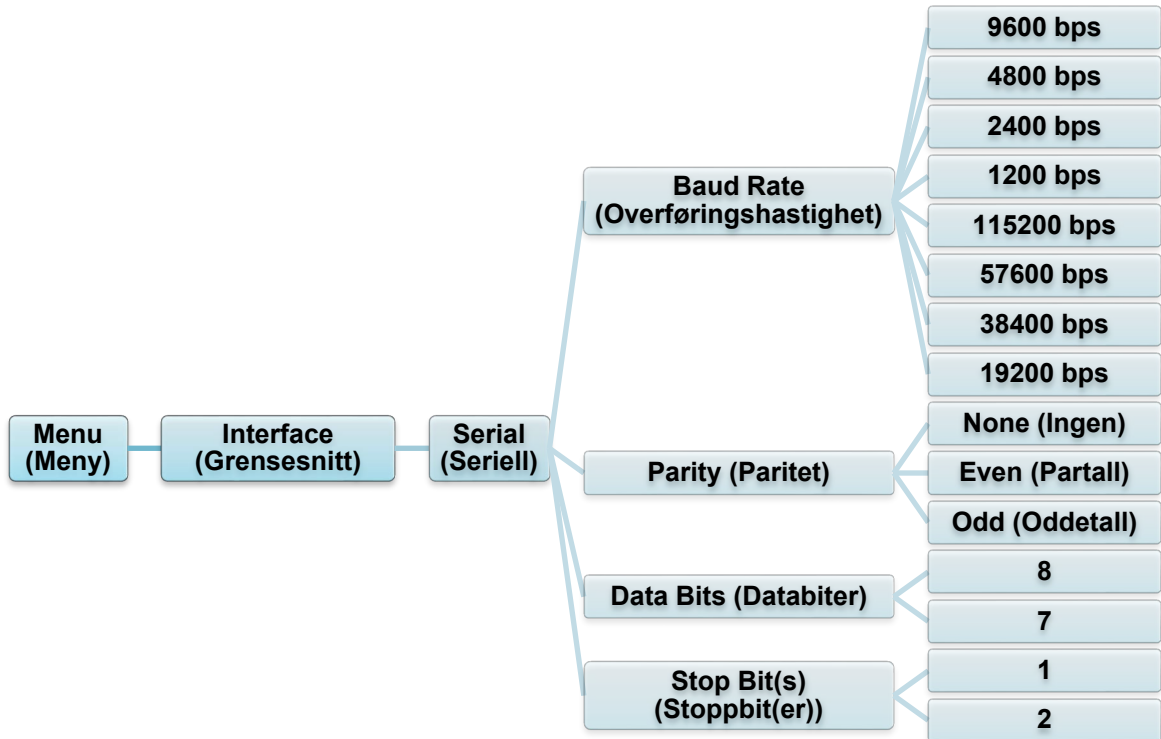 Menu
(Meny)
Interface
(Grensesnitt)
Serial
(Seriell)
Baud Rate
(Overføringshastighet)
9600 bps
4800 bps
2400 bps
1200 bps
115200 bps
57600 bps
38400 bps
19200 bps
Parity (Paritet)
None (Ingen)
Even (Partall)
Odd (Oddetall)
Data Bits (Databiter)
8
7
Stop Bit(s)
(Stoppbit(er))
1
2